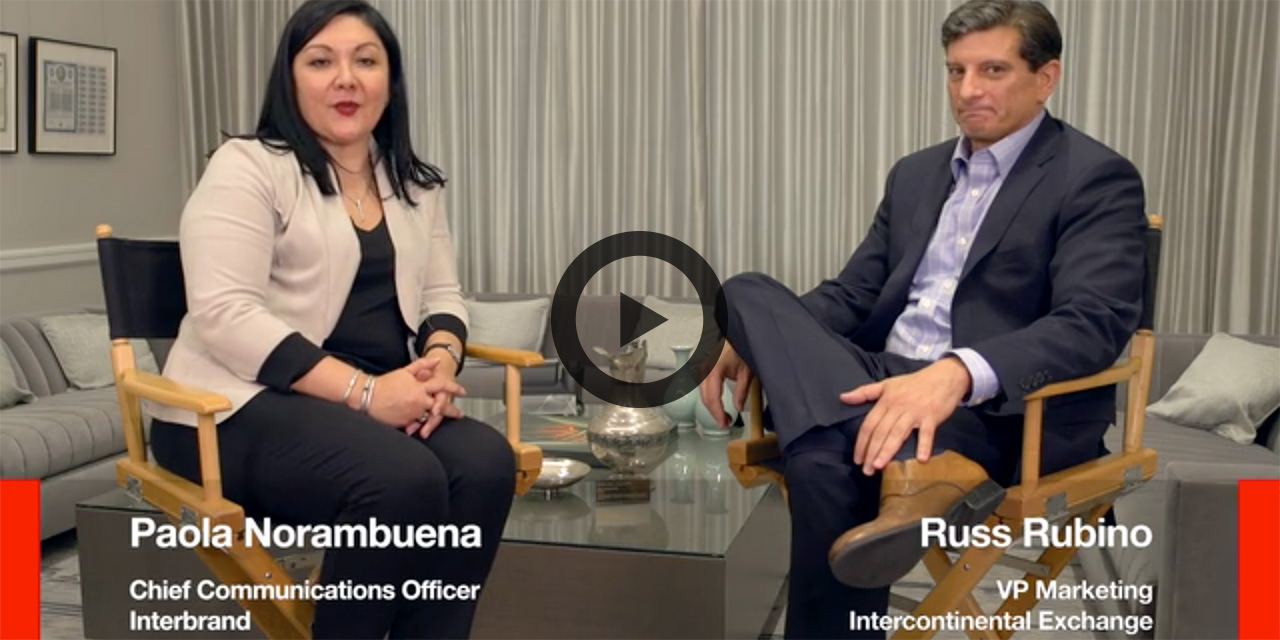 Paola Norambuena
Chief Communications Officer
Interbrand
Russ Rubino
VP Marketing
Intercontinental Exchange